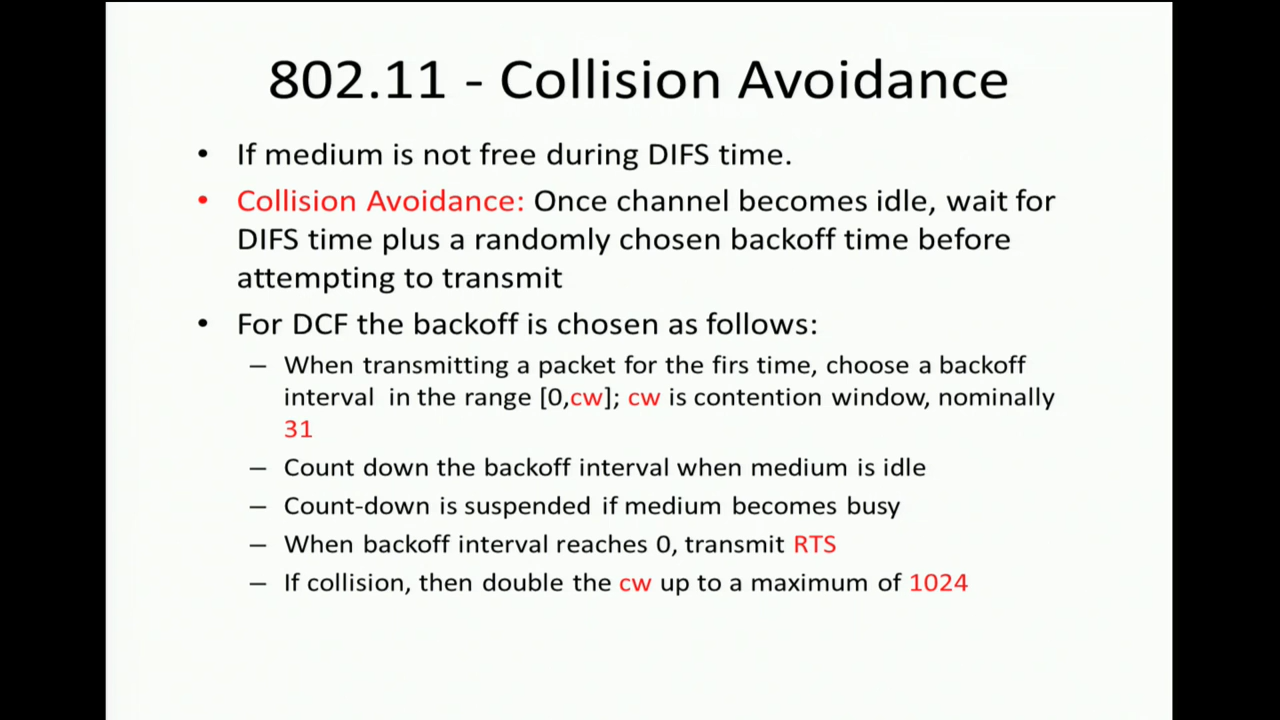 802.11 - Collision Avoidance
• If medium is not free during DIFS time.
• Collision Avoidance: Once channel becomes idle, wait for
DIFS time plus a randomly chosen backoff time before
attempting to transmit
• For DCF the backoff is chosen as follows:
– When transmitting a packet for the firs time, choose a backoff
interval in the range [0,cw]; cw is contention window, nominally
31
– Count down the backoff interval when medium is idle
– Count-down is suspended if medium becomes busy
– When backoff interval reaches 0, transmit RTS
– If collision, then double the cw up to a maximum of 1024